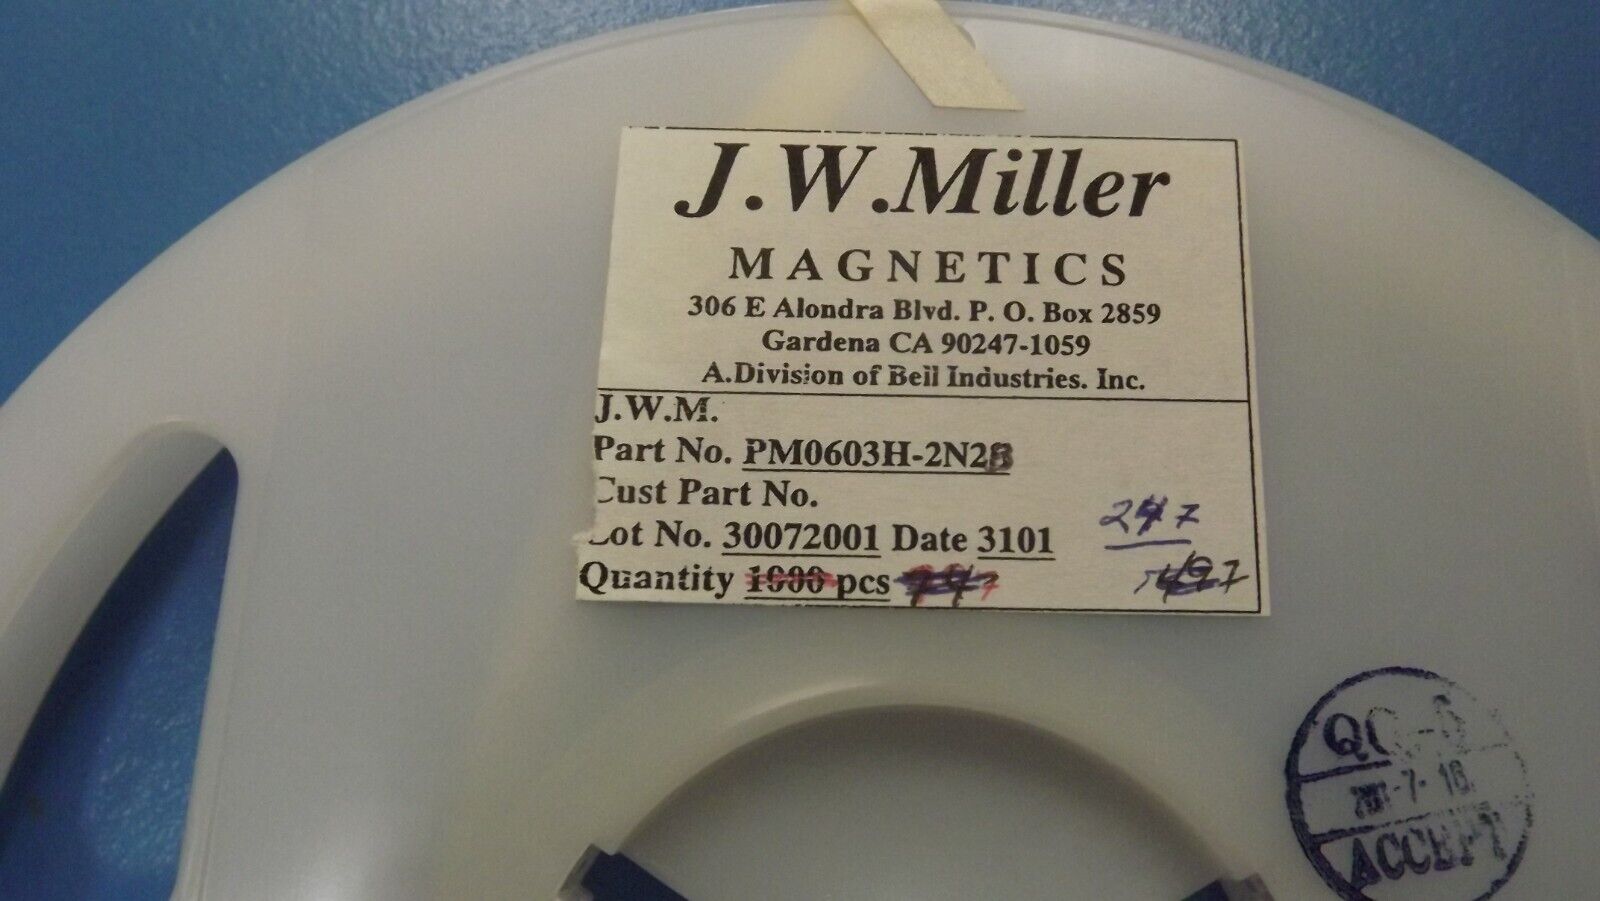 J.W.Miller
MAGNETICS
306 E Alondra Blvd. P. O. Box 2859
Gardena CA 90247-1059
A.Division of Bell Industries. Inc.
J.W.M.
Part No. PM0603H-2N2B
Cust Part No.
Lot No. 30072001 Date 3101
247
Quantity 1000 pcs
ACCEPT